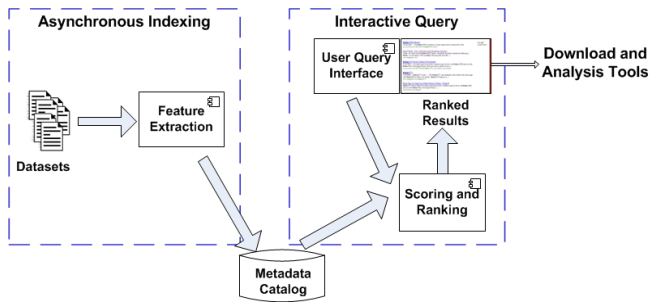 Asynchronous Indexing
Interactive Query
User Query
Interface
Download and
Analysis Tools
Feature
Extraction
Ranked
Results
Datasets
Scoring and
Ranking
Metadata
Catalog